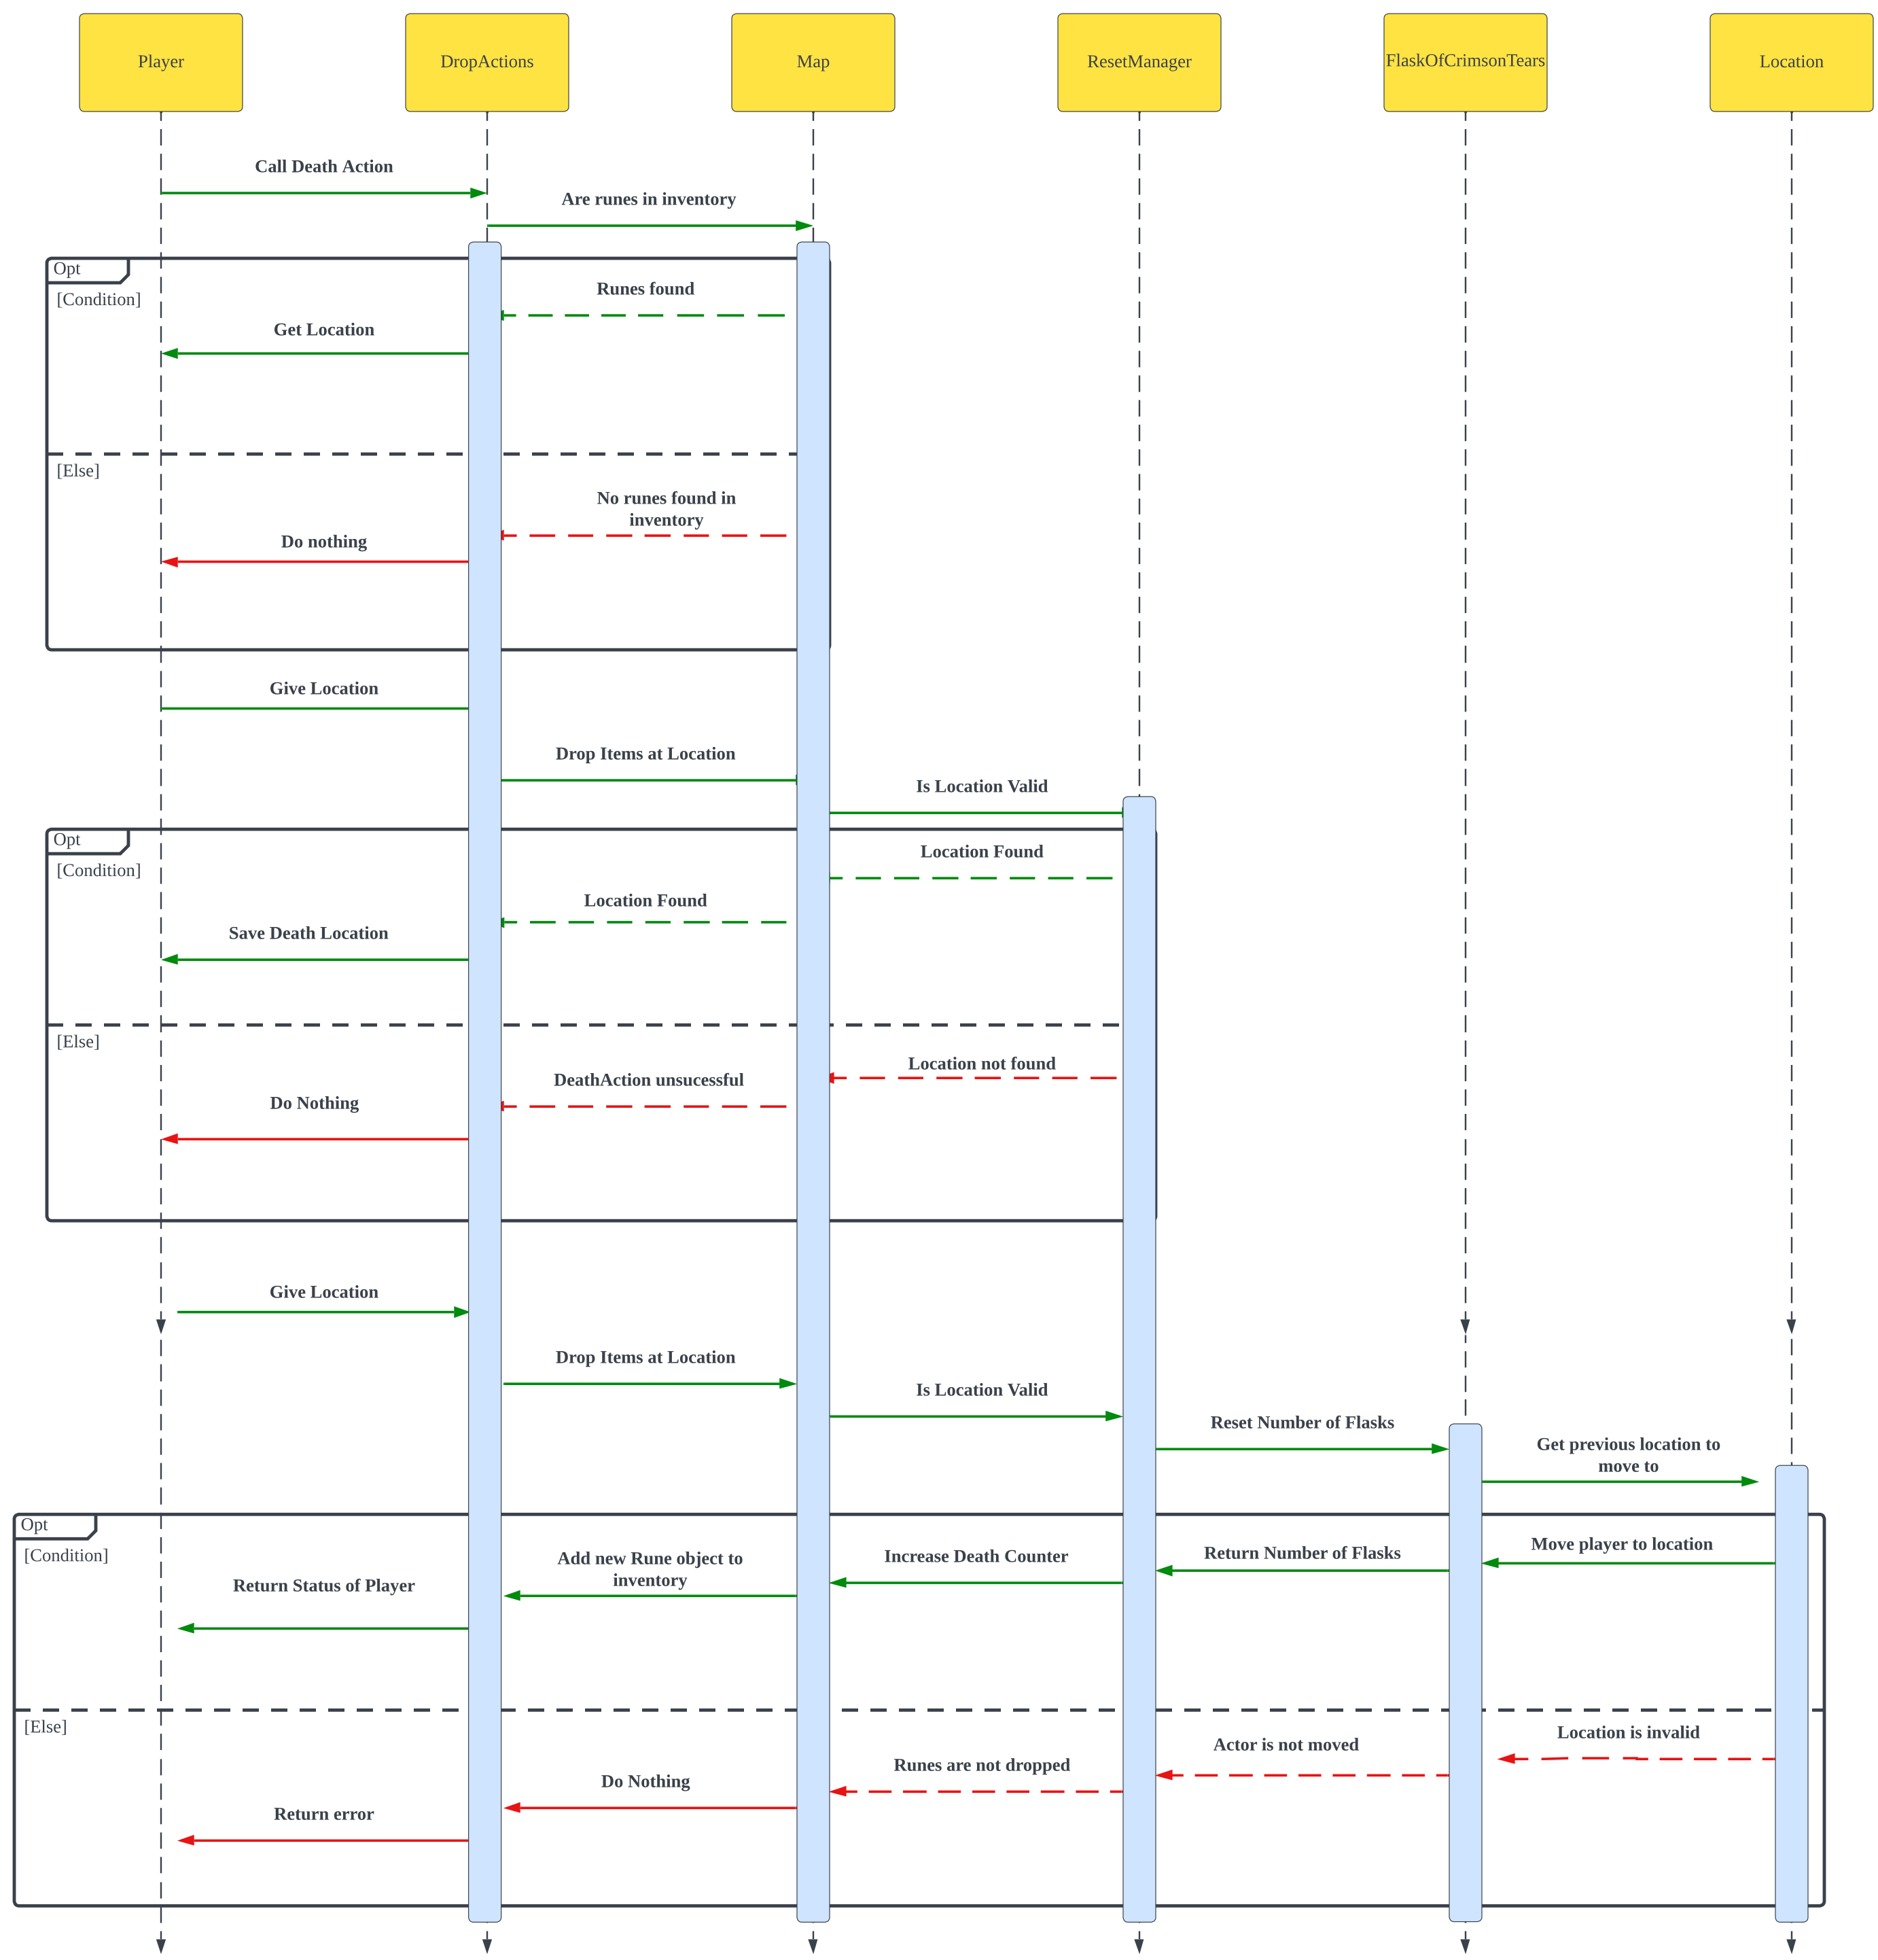 Player
DropActions
Map
ResetManager
FlaskOfCrimsonTears
Location
Call Death Action
Are runes in inventory
Opt
[Condition]
Runes found
Get Location
[Else]
No runes found in
inventory
Do nothing
Give Location
Drop Items at Location
Is Location Valid
Opt
[Condition]
Location Found
Location Found
Save Death Location
[Else]
Location not found
DeathAction unsucessful
Do Nothing
Give Location
Drop Items at Location
Is Location Valid
Reset Number of Flasks
Get previous location to
move to
Opt
[Condition]
Move player to location
Return Number of Flasks
Increase Death Counter
Add new Rune object to
inventory
Return Status of Player
[Else]
Location is invalid
Actor is not moved
Runes are not dropped
Do Nothing
Return error